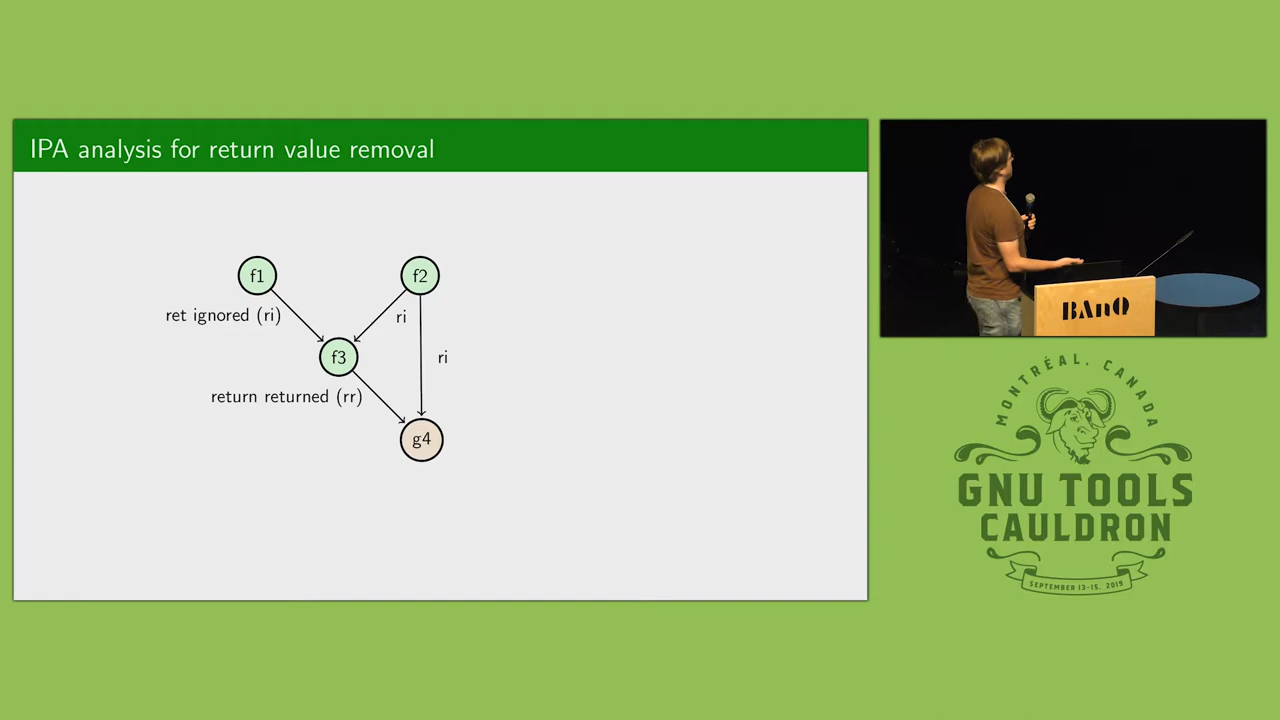 IPA analysis for return value removal
f1
f2
ret ignored (ri)
ri
f3
ri
return returned (rr)
g4
BAnQ
MONTRÉAL, CANADA
GNU TOOLS
CAULDRON
SEPTEMBER 13-15, 2019